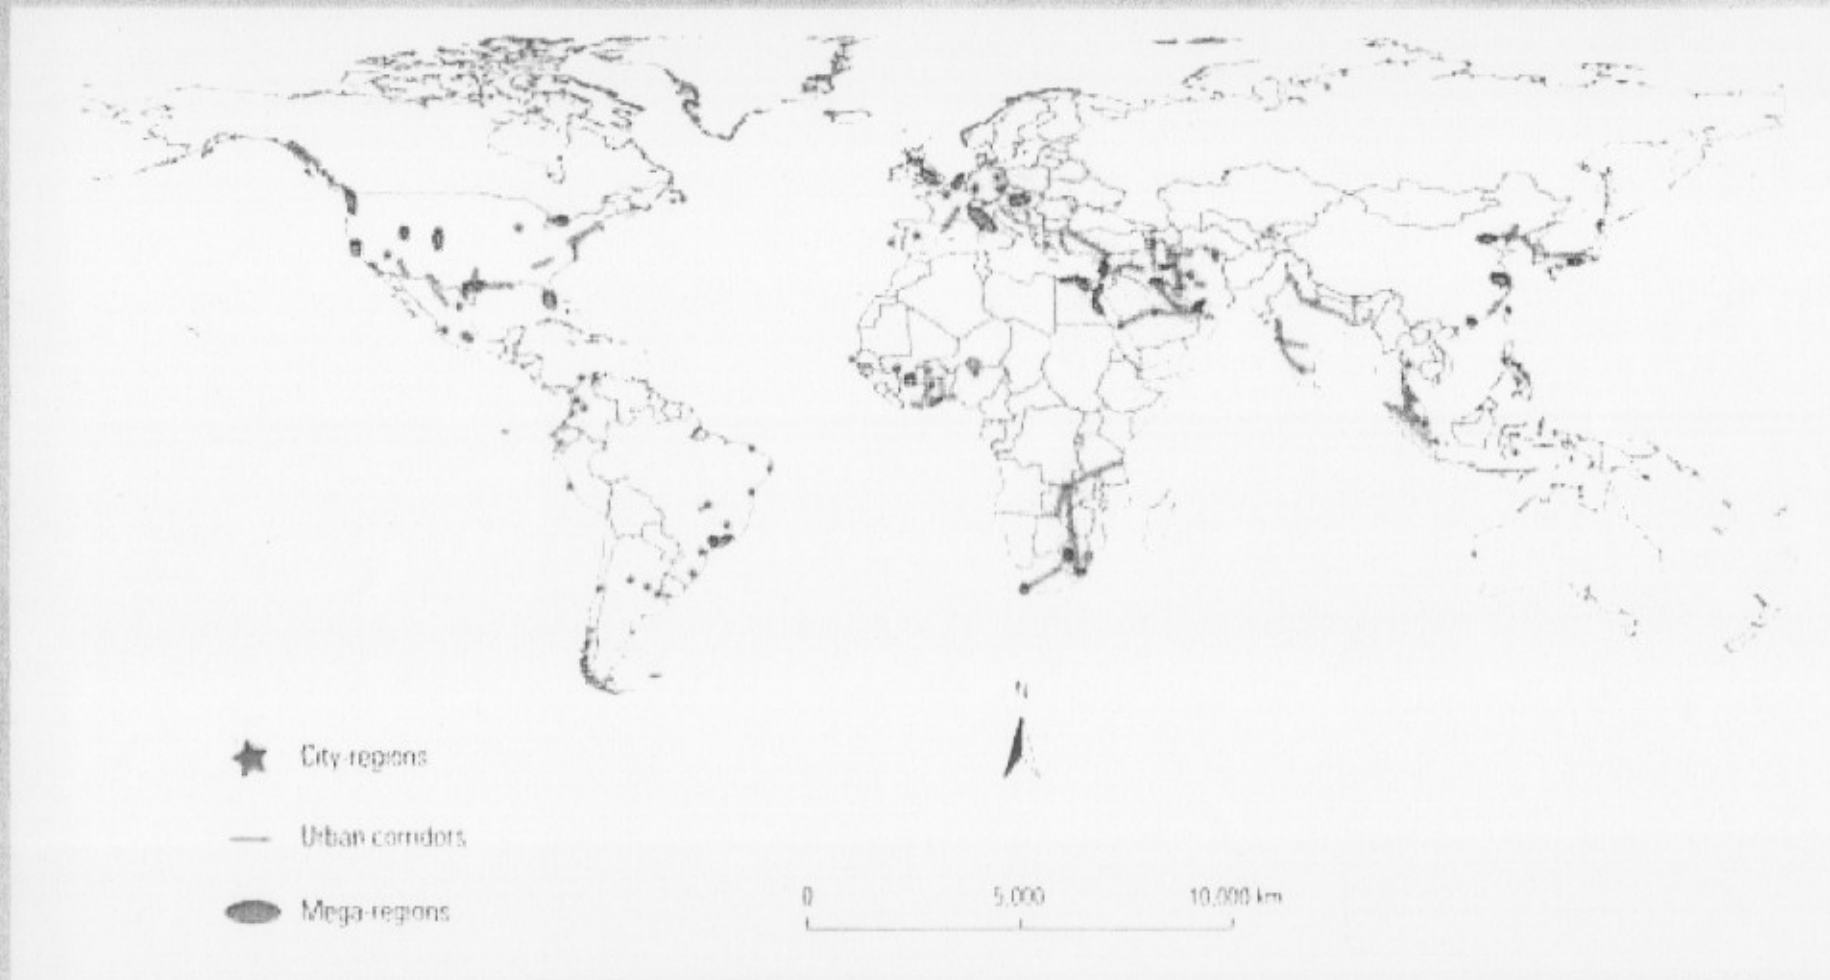 N
City-regions
Urban corridors
Mega-regions
0 5,000 10,000 km